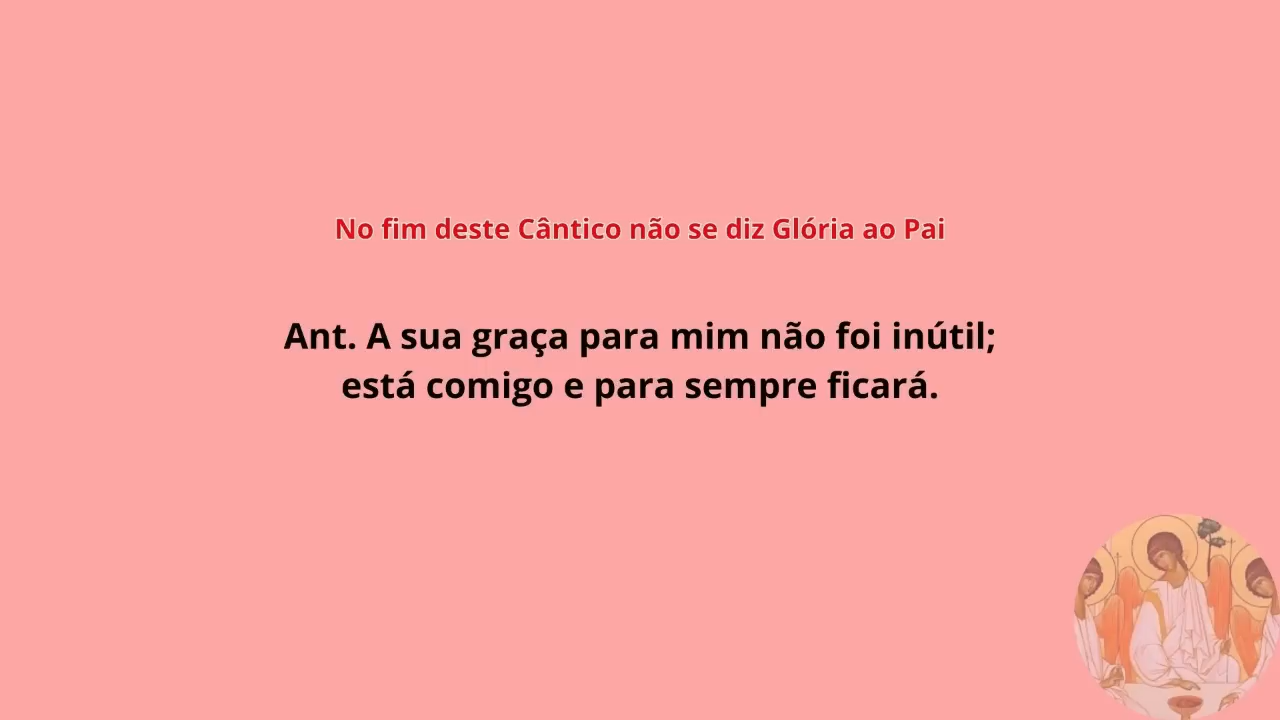 No fim deste Cântico não se diz Glória ao Pai
Ant. A sua graça para mim não foi inútil;
está comigo e para sempre ficará.